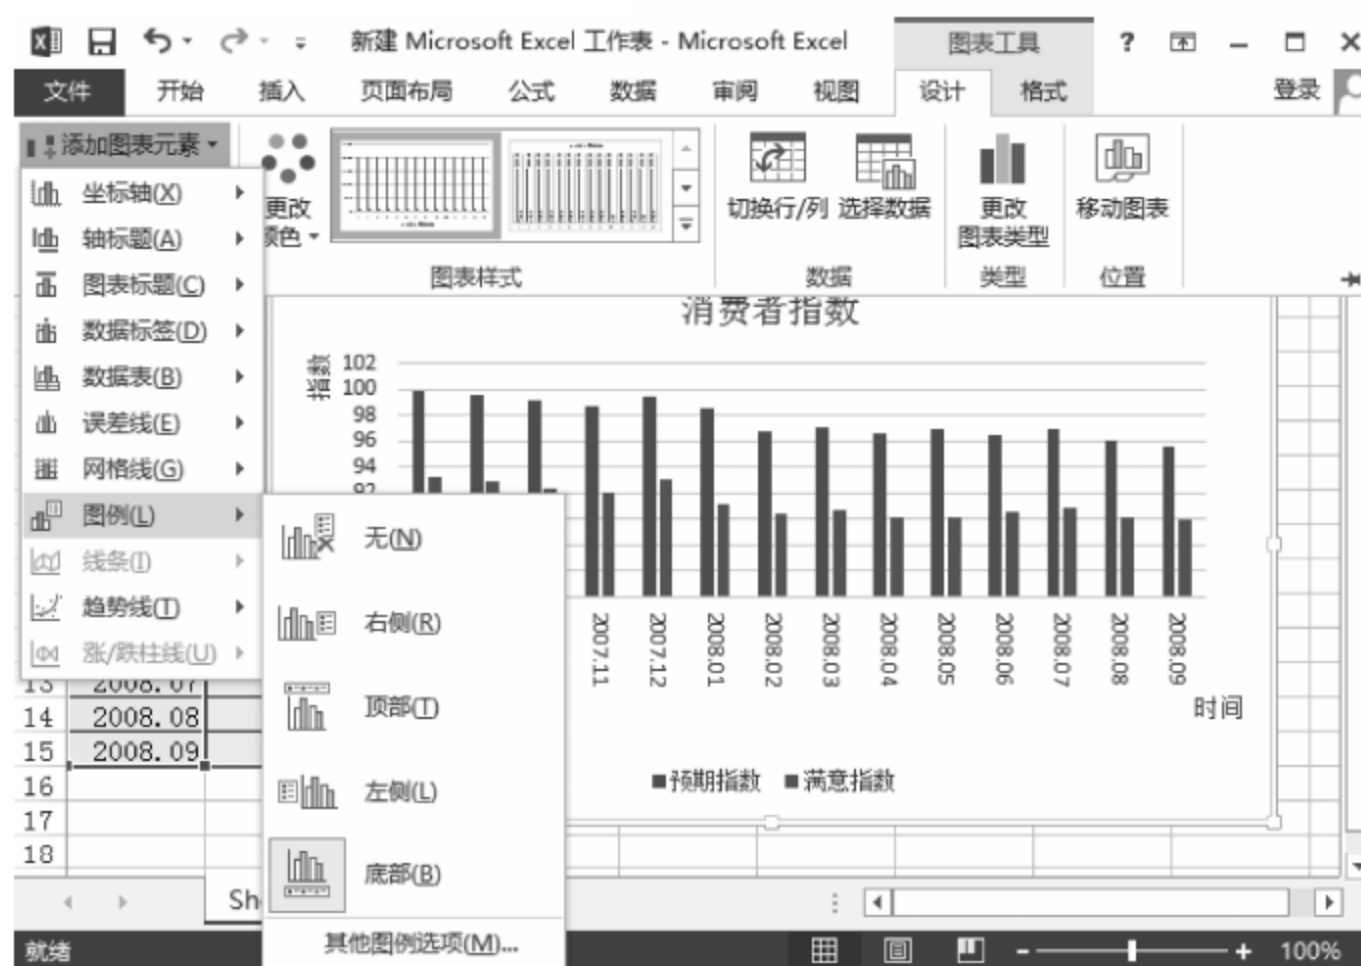 新建 Microsoft Excel 工作表 - Microsoft Excel
图表工具
?
文件 开始 插入 页面布局 公式 数据 审阅 视图 设计 格式 登录
添加图表元素
更改
颜色
切换行/列 选择数据
更改
图表类型
移动图表
图表样式 数据 类型 位置
坐标轴(X)
轴标题(A)
图表标题(C)
数据标签(D)
数据表(B)
误差线(E)
网格线(G)
图例(L)
线条(I)
趋势线(T)
涨/跌柱线(U)
无(N)
右侧(R)
顶部(T)
左侧(L)
底部(B)
其他图例选项(M)...
消费者指数
指数
102
100
98
96
94
92
2007.11 2007.12 2008.01 2008.02 2008.03 2008.04 2008.05 2008.06 2008.07 2008.08 2008.09
时间
■预期指数 ■满意指数
13 2008.07
14 2008.08
15 2008.09
16
17
18
Sh
就绪 100%